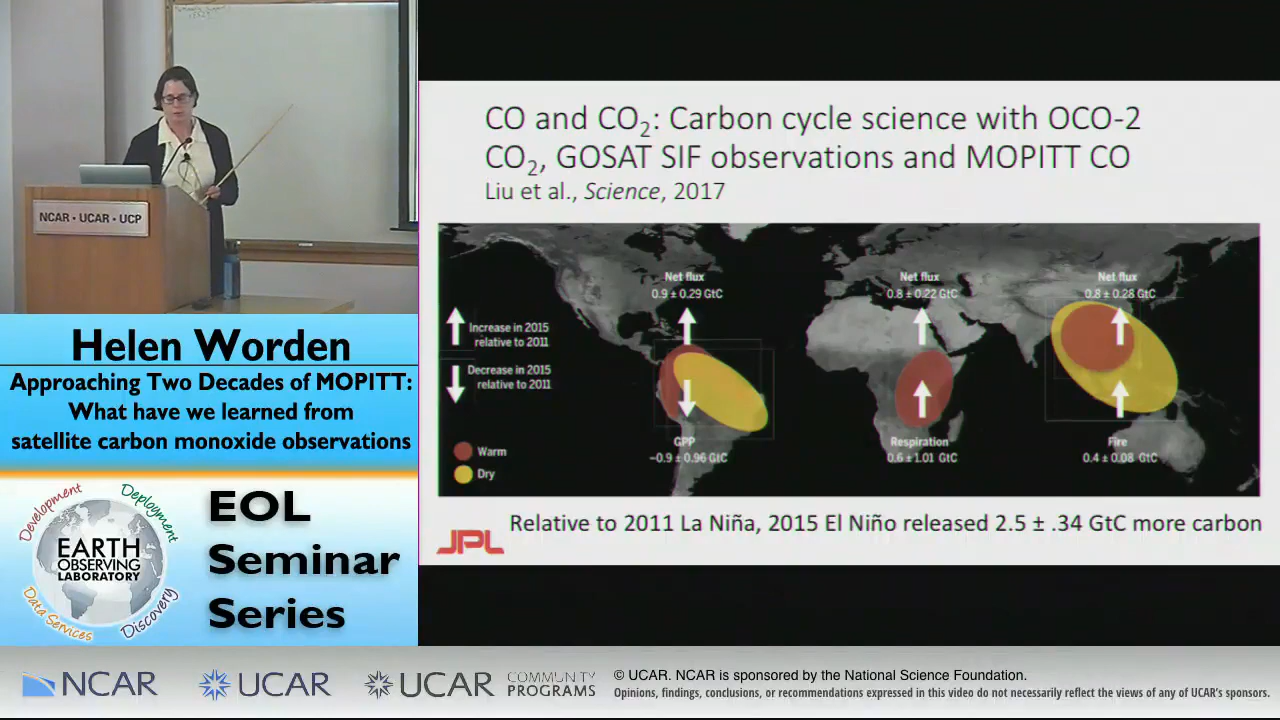 NCAR • UCAR • UCP
Helen Worden
Approaching Two Decades of MOPITT:
What have we learned from
satellite carbon monoxide observations
Development
Deployment
EARTH
OBSERVING
LABORATORY
Data Services
Discovery
EOL
Seminar
Series
CO and CO₂: Carbon cycle science with OCO-2
CO₂, GOSAT SIF observations and MOPITT CO
Liu et al., Science, 2017
Net flux
0.9 ± 0.29 GtC
Net flux
0.8 ± 0.22 GtC
Net flux
0.8 ± 0.28 GtC
Increase in 2015
relative to 2011
Decrease in 2015
relative to 2011
Warm
Dry
GPP
−0.9 ± 0.96 GtC
Respiration
0.6 ± 1.01 GtC
Fire
0.4 ± 0.08 GtC
JPL
Relative to 2011 La Niña, 2015 El Niño released 2.5 ± .34 GtC more carbon
NCAR
UCAR
UCAR
COMMUNITY
PROGRAMS
© UCAR. NCAR is sponsored by the National Science Foundation.
Opinions, findings, conclusions, or recommendations expressed in this video do not necessarily reflect the views of any of UCAR's sponsors.